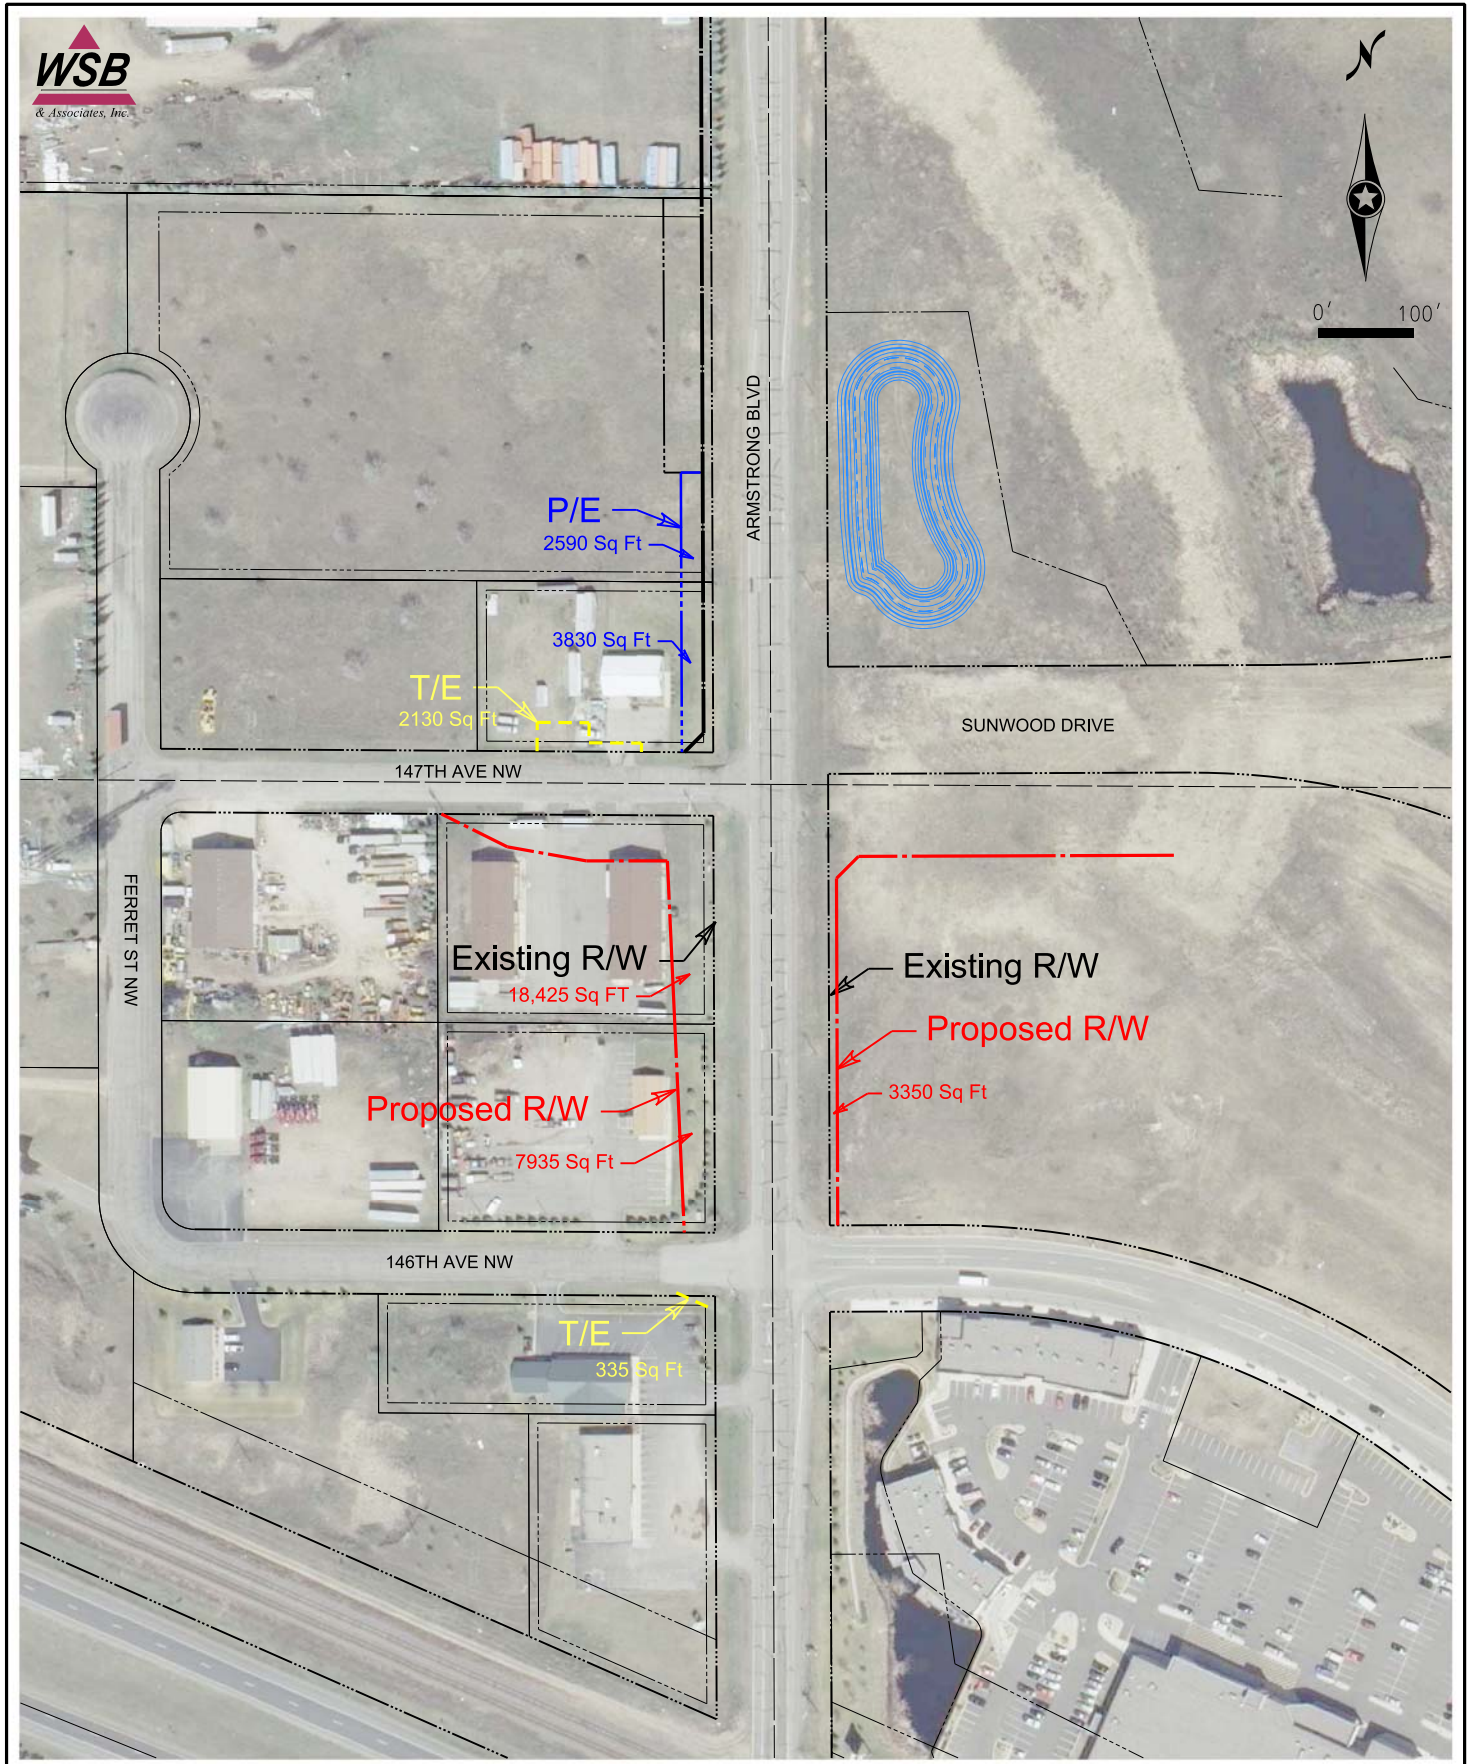 WSB
& Associates, Inc.
N
0' 100'
ARMSTRONG BLVD
P/E
2590 Sq Ft
3830 Sq Ft
T/E
2130 Sq Ft
SUNWOOD DRIVE
147TH AVE NW
FERRET ST NW
Existing R/W
18,425 Sq FT
Existing R/W
Proposed R/W
3350 Sq Ft
Proposed R/W
7935 Sq Ft
146TH AVE NW
T/E
335 Sq Ft